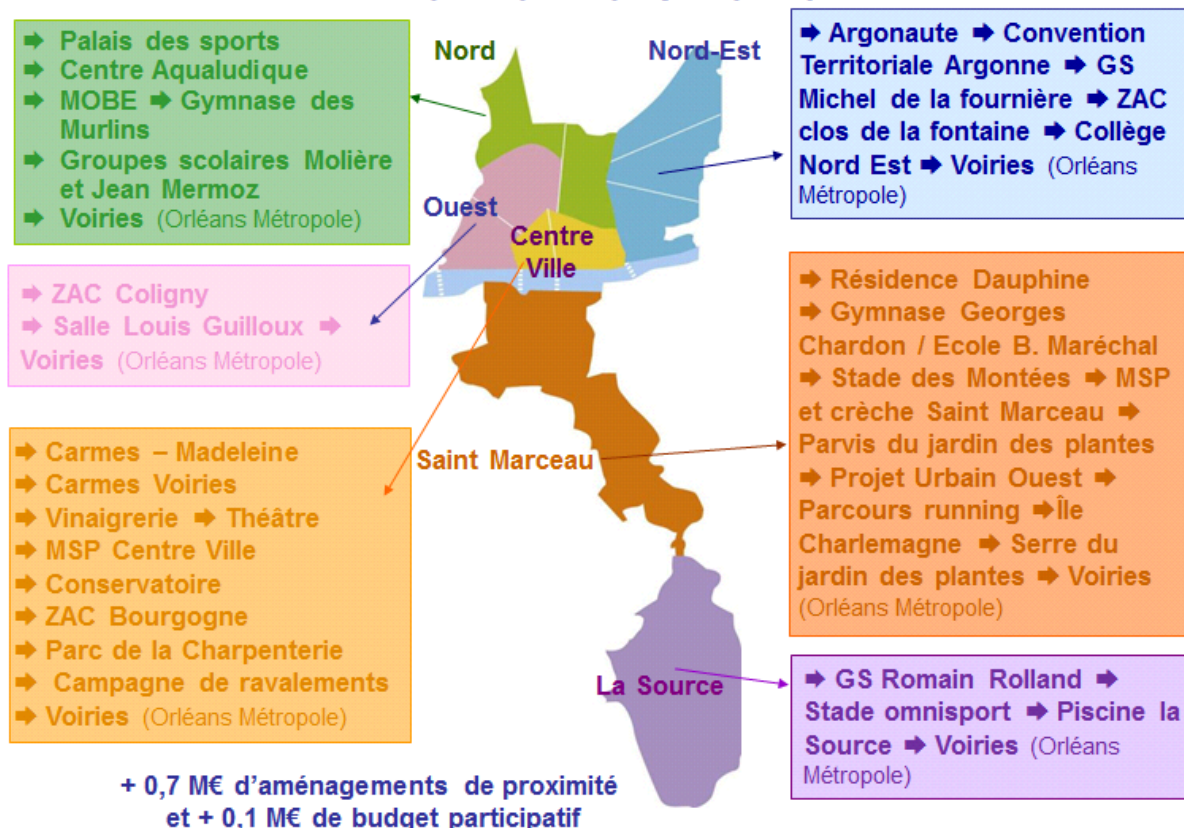 ➡ Palais des sports
➡ Centre Aqualudique
➡ MOBE ➡ Gymnase des
Murlins
➡ Groupes scolaires Molière
et Jean Mermoz
➡ Voiries (Orléans Métropole)
Nord
Nord-Est
➡ Argonaute ➡ Convention
Territoriale Argonne ➡ GS
Michel de la fournière ➡ ZAC
clos de la fontaine ➡ Collège
Nord Est ➡ Voiries (Orléans
Métropole)
Ouest
Centre
Ville
➡ ZAC Coligny
➡ Salle Louis Guilloux ➡
Voiries (Orléans Métropole)
➡ Résidence Dauphine
➡ Gymnase Georges
Chardon / Ecole B. Maréchal
➡ Stade des Montées ➡ MSP
et crèche Saint Marceau ➡
Parvis du jardin des plantes
➡ Projet Urbain Ouest ➡
Parcours running ➡Île
Charlemagne ➡ Serre du
jardin des plantes ➡ Voiries
(Orléans Métropole)
Saint Marceau
➡ Carmes – Madeleine
➡ Carmes Voiries
➡ Vinaigrerie ➡ Théâtre
➡ MSP Centre Ville
➡ Conservatoire
➡ ZAC Bourgogne
➡ Parc de la Charpenterie
➡ Campagne de ravalements
➡ Voiries (Orléans Métropole)
La Source
➡ GS Romain Rolland ➡
Stade omnisport ➡ Piscine la
Source ➡ Voiries (Orléans
Métropole)
+ 0,7 M€ d'aménagements de proximité
et + 0,1 M€ de budget participatif